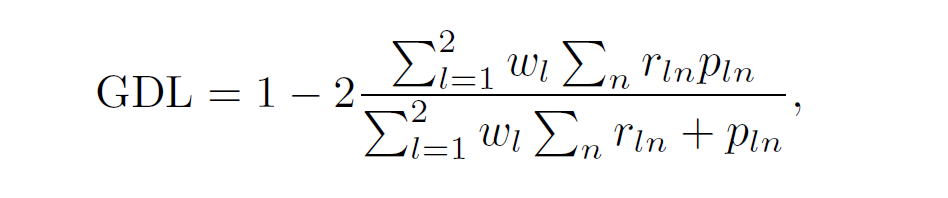 GDL = 1 − 2 \frac{\sum_{l=1}^{2} w_l \sum_n r_{ln} p_{ln}}{\sum_{l=1}^{2} w_l \sum_n r_{ln} + p_{ln}},